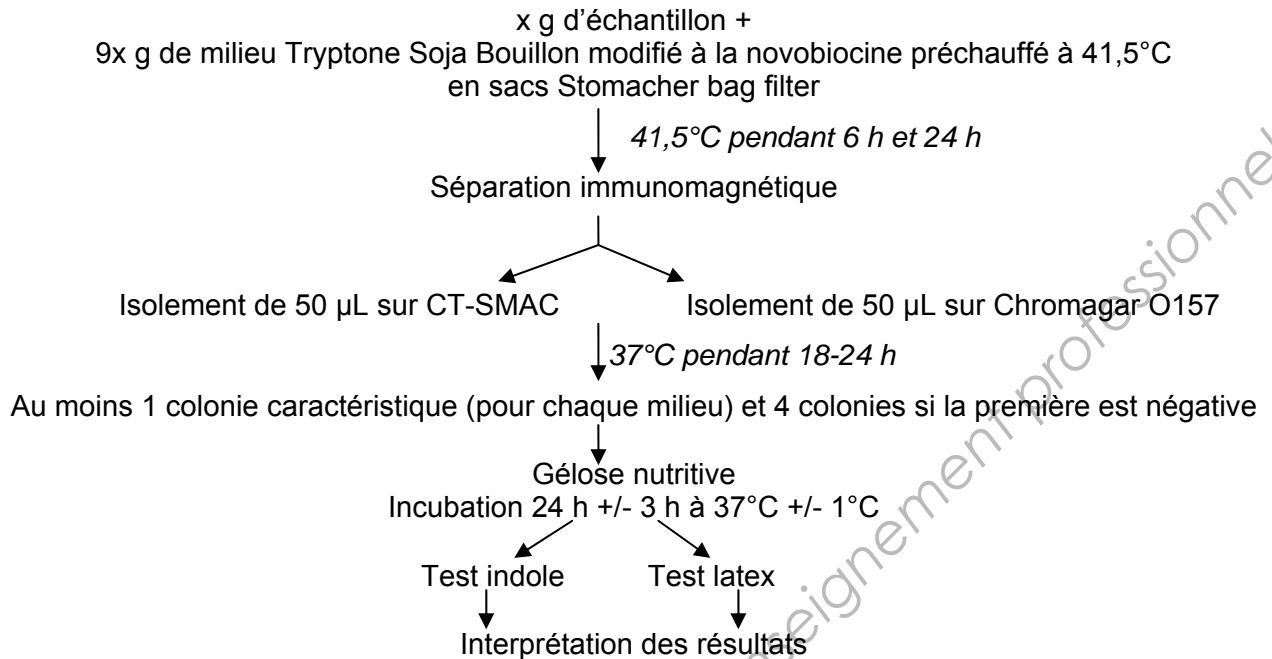 x g d’échantillon +
9x g de milieu Tryptone Soja Bouillon modifié à la novobiocine préchauffé à 41,5°C
en sacs Stomacher bag filter
41,5°C pendant 6 h et 24 h
Séparation immunomagnétique
Isolement de 50 µL sur CT-SMAC
Isolement de 50 µL sur Chromagar O157
37°C pendant 18-24 h
Au moins 1 colonie caractéristique (pour chaque milieu) et 4 colonies si la première est négative
Gélose nutritive
Incubation 24 h +/- 3 h à 37°C +/- 1°C
Test indole
Test latex
Interprétation des résultats
enseignement professionnel